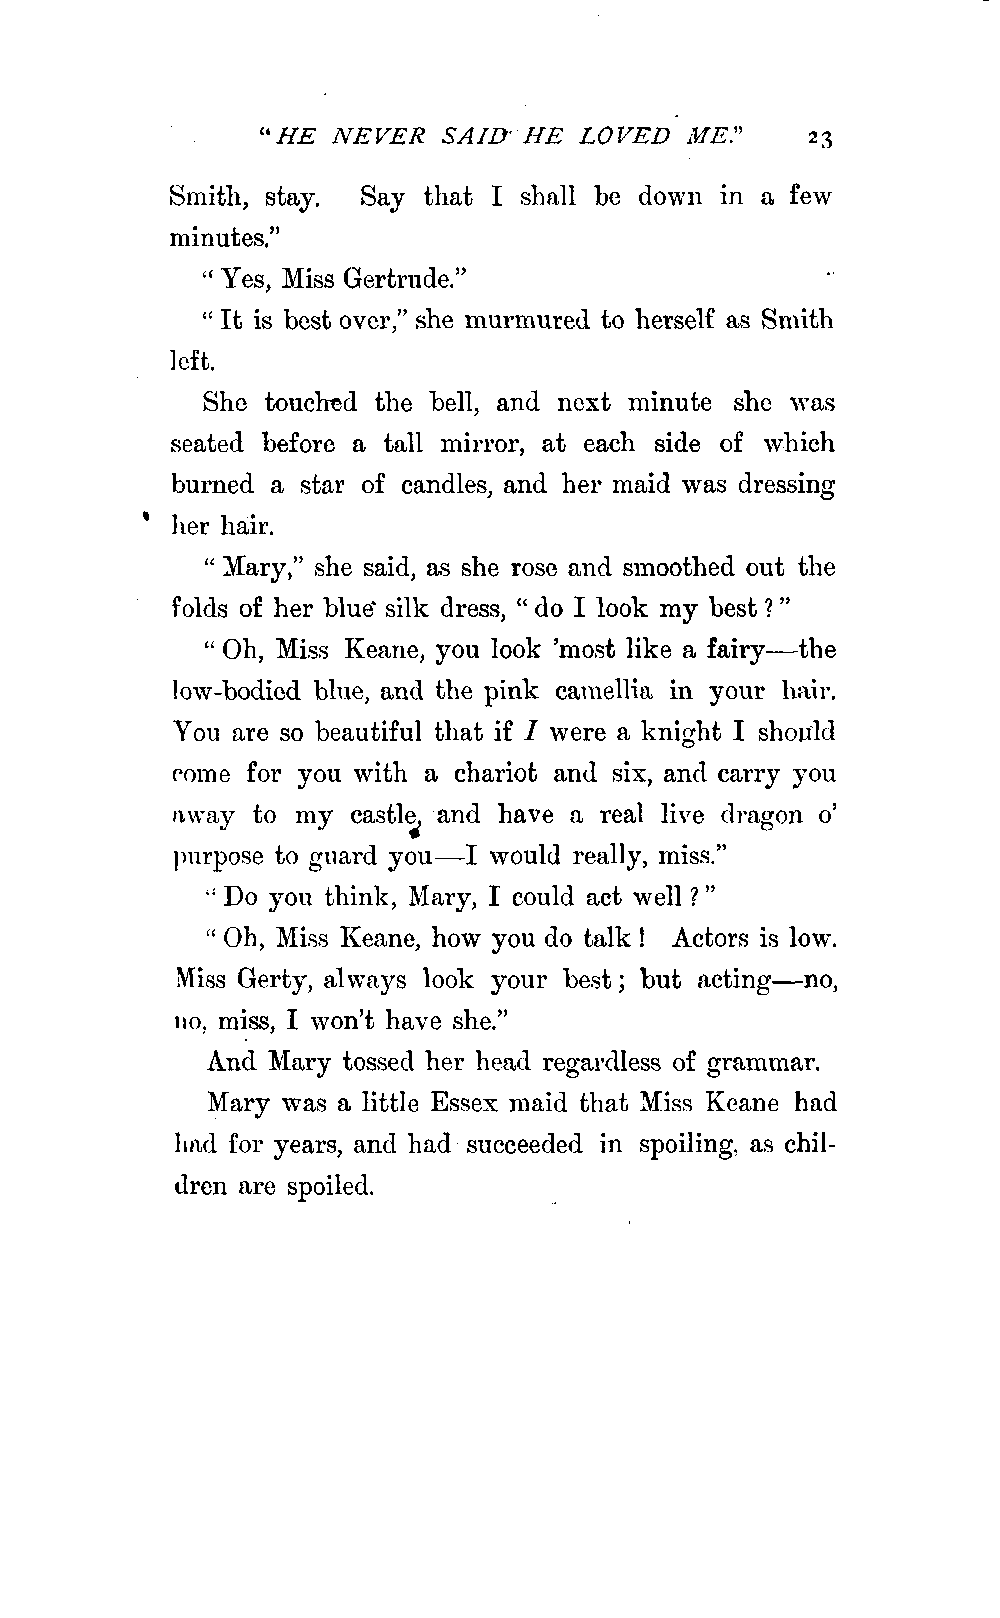 "HE NEVER SAID HE LOVED ME." 23
Smith, stay. Say that I shall be down in a few
minutes."
"Yes, Miss Gertrude."
"It is best over," she murmured to herself as Smith
left.
She touched the bell, and next minute she was
seated before a tall mirror, at each side of which
burned a star of candles, and her maid was dressing
her hair.
"Mary," she said, as she rose and smoothed out the
folds of her blue silk dress, "do I look my best?"
"Oh, Miss Keane, you look 'most like a fairy—the
low-bodied blue, and the pink camellia in your hair.
You are so beautiful that if I were a knight I should
come for you with a chariot and six, and carry you
away to my castle, and have a real live dragon o'
purpose to guard you—I would really, miss."
"Do you think, Mary, I could act well?"
"Oh, Miss Keane, how you do talk! Actors is low.
Miss Gerty, always look your best; but acting—no,
no, miss, I won't have she."
And Mary tossed her head regardless of grammar.
Mary was a little Essex maid that Miss Keane had
had for years, and had succeeded in spoiling, as chil-
dren are spoiled.